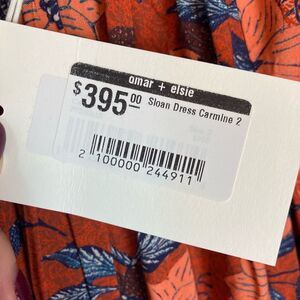 omar + elsie
$395.00 Sloan Dress Carmine 2
2 100000 244911